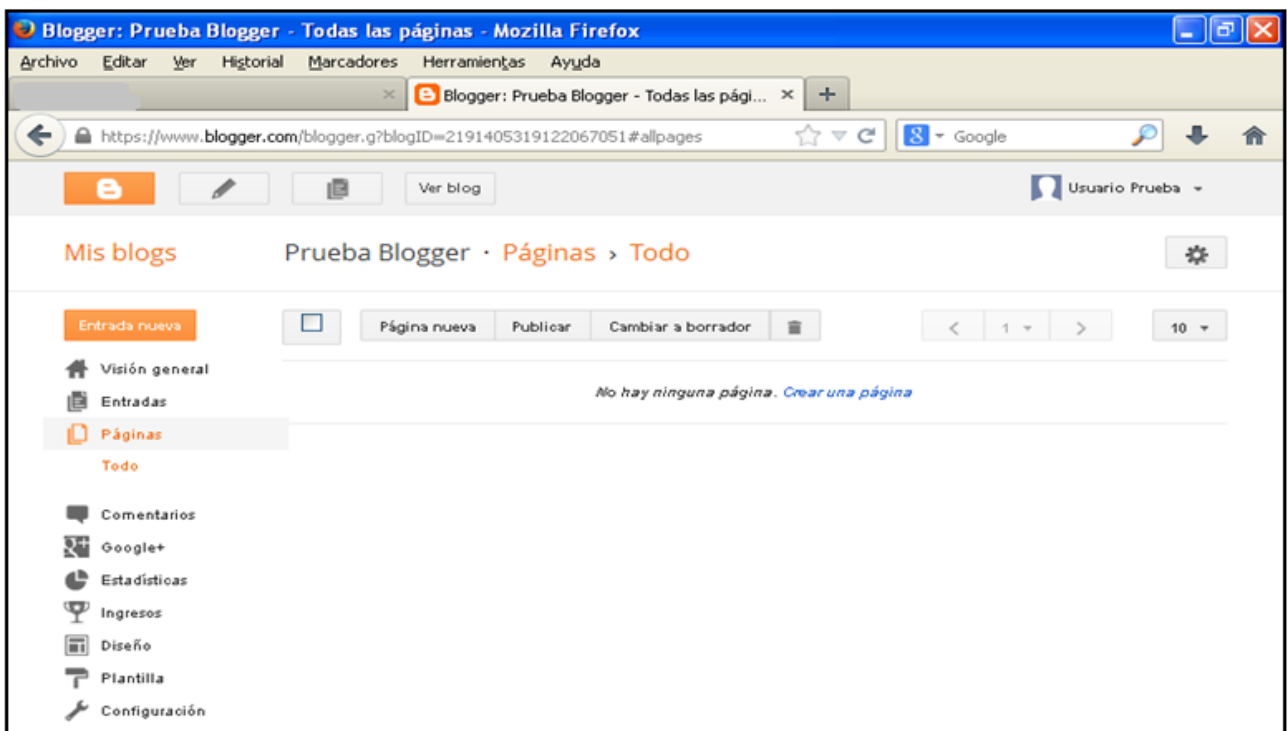 Blogger: Prueba Blogger - Todas las páginas - Mozilla Firefox
Archivo Editar Ver Historial Marcadores Herramientas Ayuda
Blogger: Prueba Blogger - Todas las pági...
https://www.blogger.com/blogger.g?blogID=2191405319122067051#allpages Google
Ver blog Usuario Prueba
Mis blogs Prueba Blogger · Páginas › Todo
Entrada nueva Página nueva Publicar Cambiar a borrador 1 10
Visión general
No hay ninguna página. Crear una página
Entradas
Páginas
Todo
Comentarios
Google+
Estadísticas
Ingresos
Diseño
Plantilla
Configuración